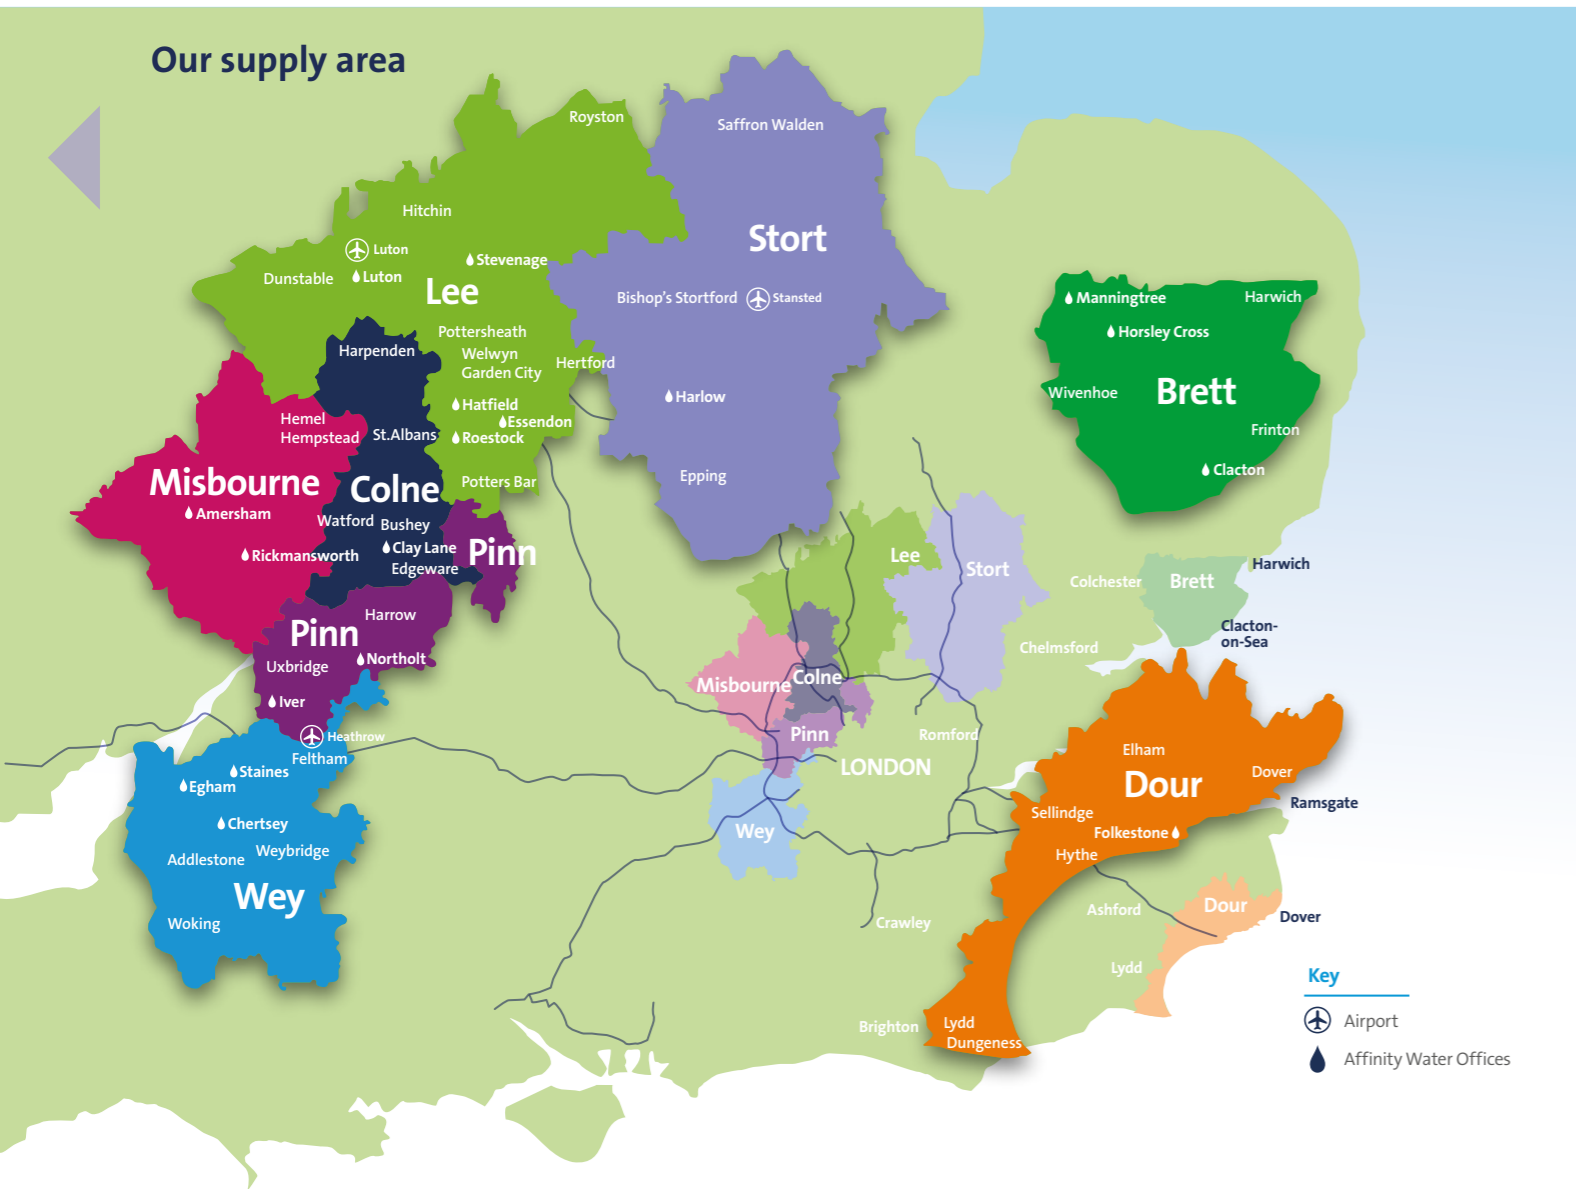 Our supply area
Royston
Saffron Walden
Hitchin
Luton
Stevenage
Dunstable
Luton
Lee
Stort
Bishop's Stortford
Stansted
Manningtree
Harwich
Horsley Cross
Pottersheath
Harpenden
Welwyn
Garden City
Hertford
Harlow
Wivenhoe
Brett
Hatfield
Hemel
Hempstead
Essendon
St.Albans
Roestock
Frinton
Misbourne
Colne
Potters Bar
Epping
Clacton
Amersham
Watford
Bushey
Rickmansworth
Clay Lane
Edgeware
Pinn
Lee
Stort
Harwich
Colchester
Brett
Harrow
Pinn
Clacton-
on-Sea
Chelmsford
Uxbridge
Northolt
Misbourne
Colne
Iver
Heathrow
Pinn
Romford
Feltham
Elham
Staines
Egham
LONDON
Dour
Dover
Ramsgate
Chertsey
Wey
Sellindge
Folkestone
Weybridge
Addlestone
Hythe
Wey
Woking
Crawley
Ashford
Dour
Dover
Lydd
Key
Brighton
Lydd
Dungeness
Airport
Affinity Water Offices